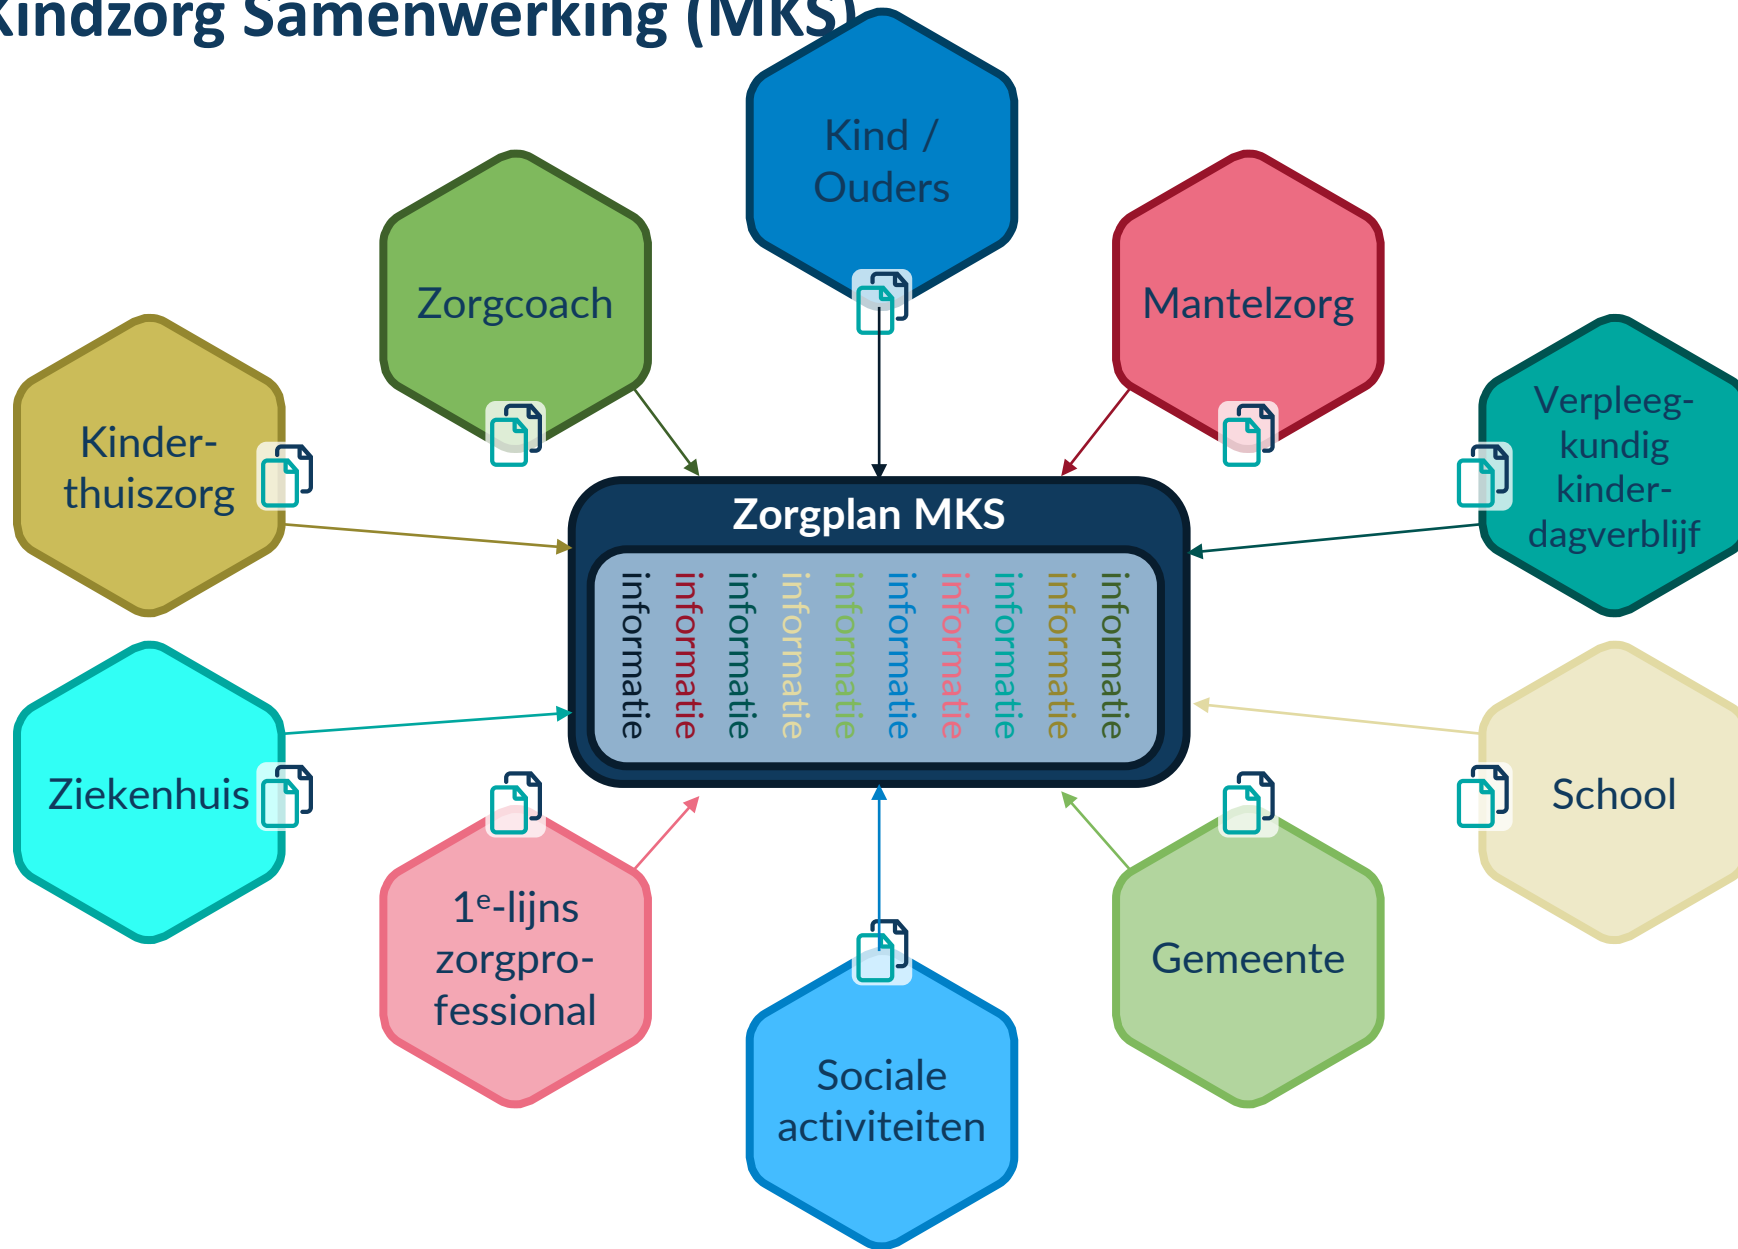 Kindzorg Samenwerking (MKS)
Kind /
Ouders
Zorgcoach
Mantelzorg
Kinder-
thuiszorg
Verpleeg-
kundig
kinder-
dagverblijf
Zorgplan MKS
informatie
informatie
informatie
informatie
informatie
informatie
informatie
informatie
informatie
informatie
Ziekenhuis
School
1e-lijns
zorgpro-
fessional
Gemeente
Sociale
activiteiten